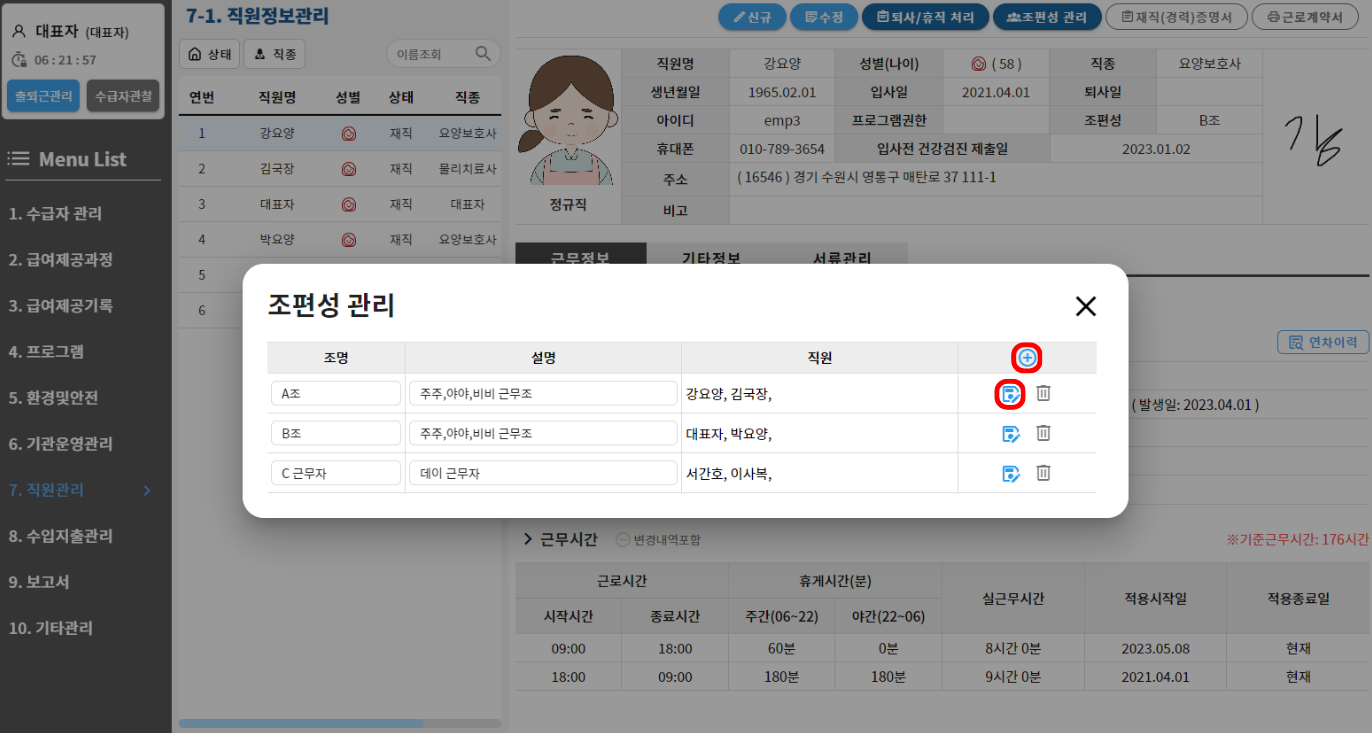 대표자 (대표자)
06 : 21 : 57
출퇴근관리 수급자관찰
Menu List
1. 수급자 관리
2. 급여제공과정
3. 급여제공기록
4. 프로그램
5. 환경및안전
6. 기관운영관리
7. 직원관리
8. 수입지출관리
9. 보고서
10. 기타관리
7-1. 직원정보관리
상태 직종 이름조회
연번 직원명 성별 상태 직종
1 강요양 재직 요양보호사
2 김국장 재직 물리치료사
3 대표자 재직 대표자
4 박요양 재직 요양보호사
5
6
신규 수정 퇴사/휴직 처리 조편성 관리 재직(경력)증명서 근로계약서
직원명 강요양 성별(나이) ( 58 ) 직종 요양보호사
생년월일 1965.02.01 입사일 2021.04.01 퇴사일
아이디 emp3 프로그램권한 조편성 B조
휴대폰 010-789-3654 입사전 건강검진 제출일 2023.01.02
주소 ( 16546 ) 경기 수원시 영통구 매탄로 37 111-1
정규직 비고
강
근무정보 기타정보 서류관리
연차이력
( 발생일: 2023.04.01 )
조편성 관리
조명 설명 직원
A조 주주,야야,비비 근무조 강요양, 김국장,
B조 주주,야야,비비 근무조 대표자, 박요양,
C 근무자 데이 근무자 서간호, 이사복,
근무시간 변경내역포함 ※기준근무시간: 176시간
근로시간 휴게시간(분) 실근무시간 적용시작일 적용종료일
시작시간 종료시간 주간(06~22) 야간(22~06)
09:00 18:00 60분 0분 8시간 0분 2023.05.08 현재
18:00 09:00 180분 180분 9시간 0분 2021.04.01 현재